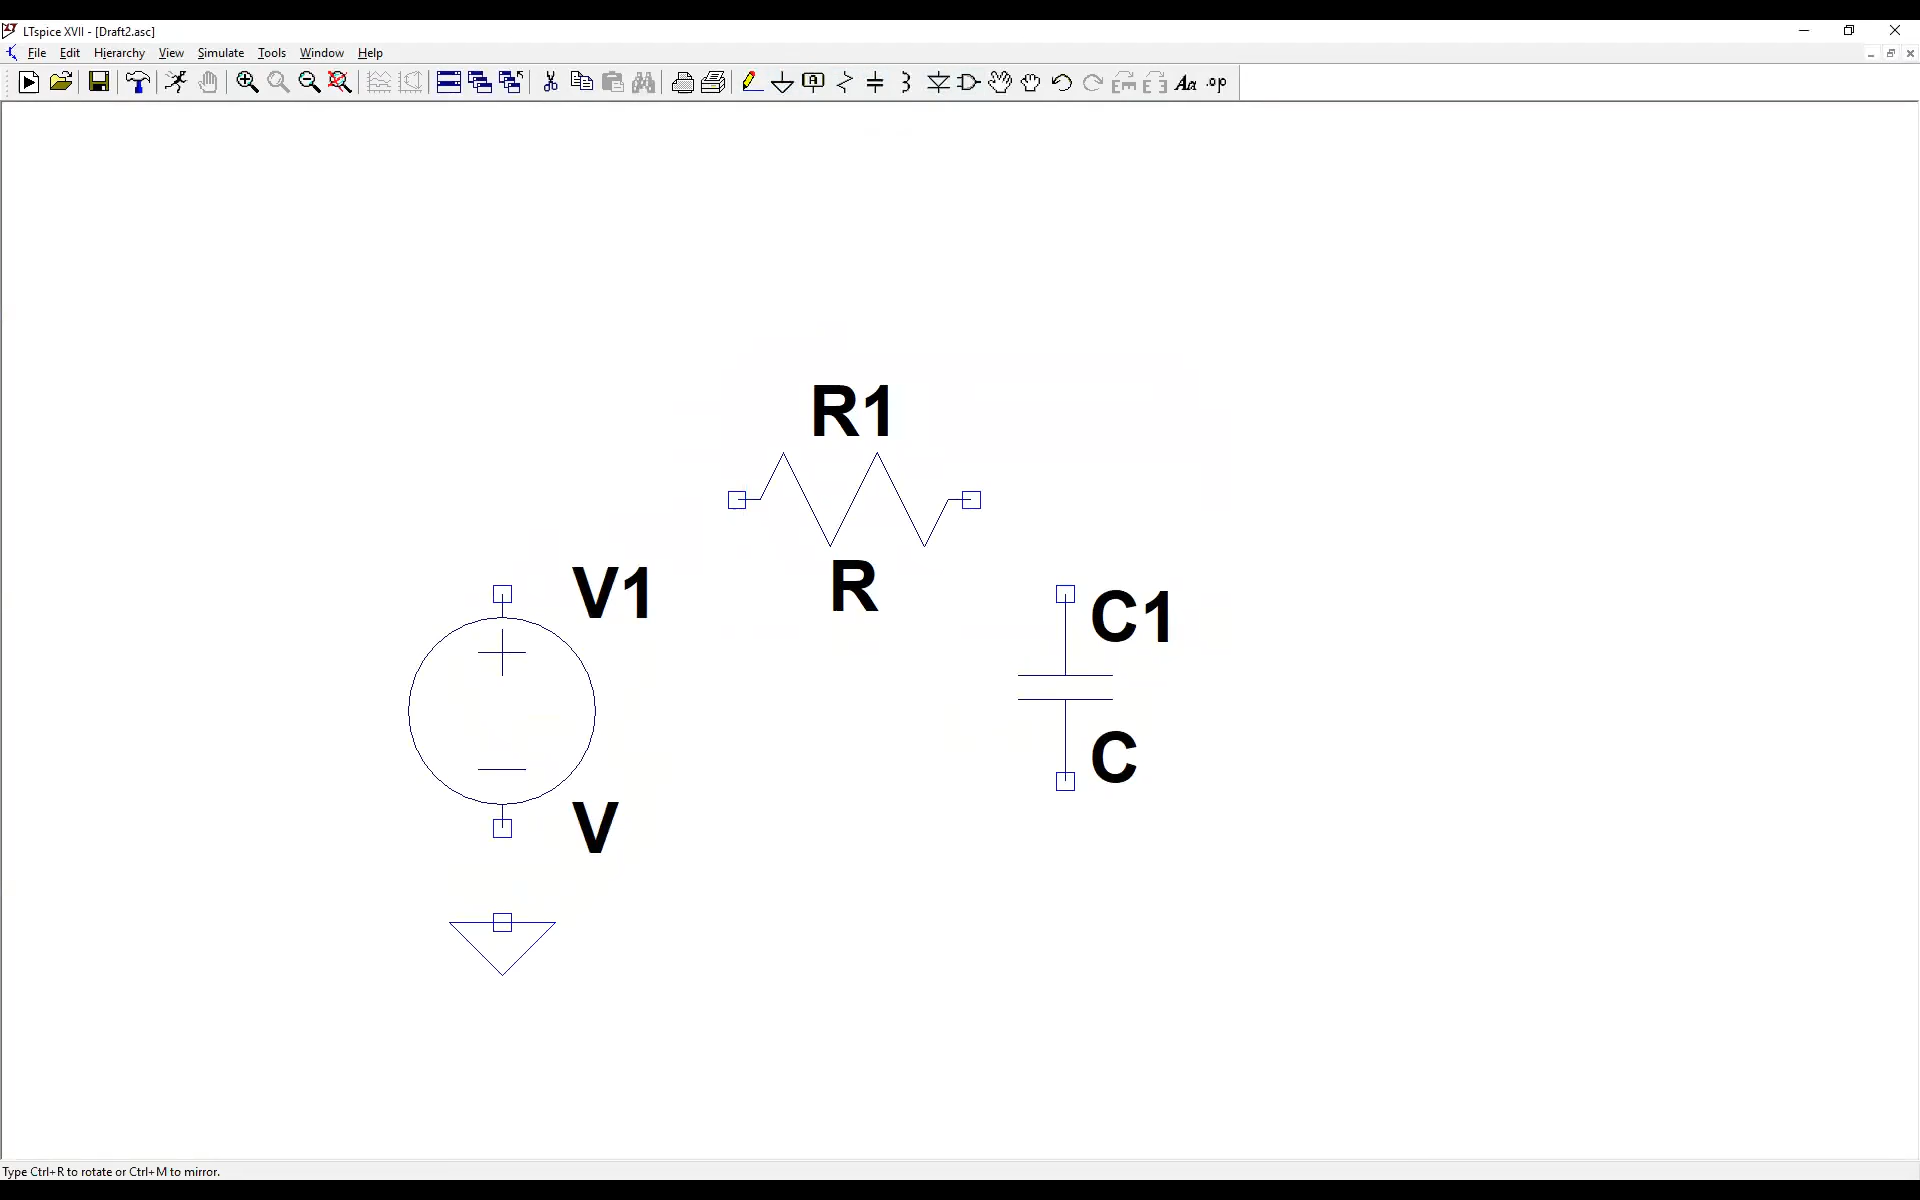 LTspice XVII - [Draft2.asc]
File Edit Hierarchy View Simulate Tools Window Help
A Aa .op
R1
R
V1
V
C1
C
Type Ctrl+R to rotate or Ctrl+M to mirror.